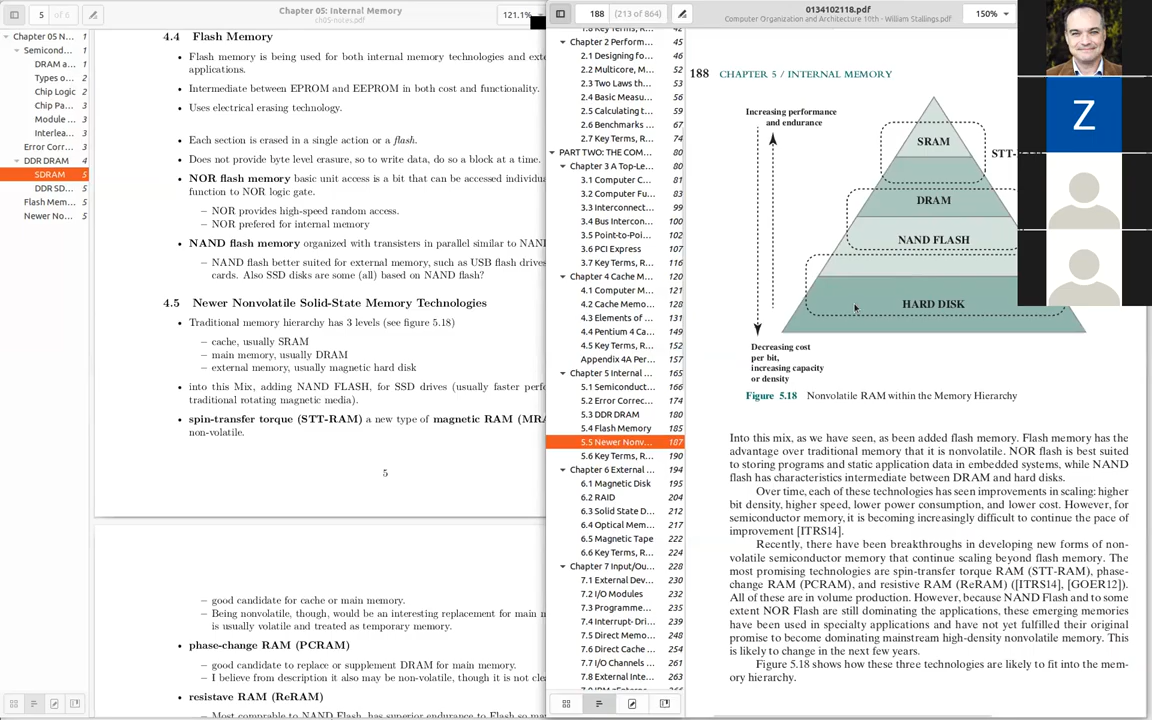 5 of 6
Chapter 05: Internal Memory
ch05-notes.pdf
121.1%
188 (213 of 864)
0134102118.pdf
Computer Organization and Architecture 10th - William Stallings.pdf
150%
Chapter 05 N... 1
Semicond... 1
DRAM a... 1
Types o... 2
Chip Logic 2
Chip Pa... 3
Module ... 3
Interlea... 3
Error Corr... 3
DDR DRAM 4
SDRAM 5
DDR SD... 5
Flash Mem... 5
Newer No... 5
4.4 Flash Memory
• Flash memory is being used for both internal memory technologies and exte
applications.
• Intermediate between EPROM and EEPROM in both cost and functionality.
• Uses electrical erasing technology.
• Each section is erased in a single action or a flash.
• Does not provide byte level erasure, so to write data, do so a block at a time.
• NOR flash memory basic unit access is a bit that can be accessed individua
function to NOR logic gate.
– NOR provides high-speed random access.
– NOR prefered for internal memory
• NAND flash memory organized with transistors in parallel similar to NAN
– NAND flash better suited for external memory, such as USB flash drives
cards. Also SSD disks are some (all) based on NAND flash?
4.5 Newer Nonvolatile Solid-State Memory Technologies
• Traditional memory hierarchy has 3 levels (see figure 5.18)
– cache, usually SRAM
– main memory, usually DRAM
– external memory, usually magnetic hard disk
• into this Mix, adding NAND FLASH, for SSD drives (usually faster perfo
traditional rotating magnetic media).
• spin-transfer torque (STT-RAM) a new type of magnetic RAM (MRA
non-volatile.
5
– good candidate for cache or main memory.
– Being nonvolatile, though, would be an interesting replacement for main m
is usually volatile and treated as temporary memory.
• phase-change RAM (PCRAM)
– good candidate to replace or supplement DRAM for main memory.
– I believe from description it also may be non-volatile, though it is not cle
• resistave RAM (ReRAM)
– Most comprable to NAND Flash, has superior endurance to Flash so ma
1.8 Key Terms, R... 42
Chapter 2 Perform... 45
2.1 Designing fo... 46
2.2 Multicore, M... 52
2.3 Two Laws th... 53
2.4 Basic Measu... 56
2.5 Calculating t... 59
2.6 Benchmarks ... 67
2.7 Key Terms, R... 74
PART TWO: THE COM... 80
Chapter 3 A Top-Le... 80
3.1 Computer C... 81
3.2 Computer Fu... 83
3.3 Interconnect... 99
3.4 Bus Intercon... 100
3.5 Point-to-Poi... 102
3.6 PCI Express 107
3.7 Key Terms, R... 116
Chapter 4 Cache M... 120
4.1 Computer M... 121
4.2 Cache Memo... 128
4.3 Elements of ... 131
4.4 Pentium 4 Ca... 149
4.5 Key Terms, R... 152
Appendix 4A Per... 157
Chapter 5 Internal ... 165
5.1 Semiconduct... 166
5.2 Error Correc... 174
5.3 DDR DRAM 180
5.4 Flash Memory 185
5.5 Newer Nonv... 187
5.6 Key Terms, R... 190
Chapter 6 External ... 194
6.1 Magnetic Disk 195
6.2 RAID 204
6.3 Solid State D... 212
6.4 Optical Mem... 217
6.5 Magnetic Tape 222
6.6 Key Terms, R... 224
Chapter 7 Input/Ou... 228
7.1 External Dev... 230
7.2 I/O Modules 232
7.3 Programme... 235
7.4 Interrupt- Dri... 239
7.5 Direct Memo... 248
7.6 Direct Cache ... 254
7.7 I/O Channels ... 261
7.8 External Inte... 263
188 CHAPTER 5 / INTERNAL MEMORY
Increasing performance
and endurance
SRAM
STT-
DRAM
NAND FLASH
HARD DISK
Decreasing cost
per bit,
increasing capacity
or density
Figure 5.18 Nonvolatile RAM within the Memory Hierarchy
Into this mix, as we have seen, as been added flash memory. Flash memory has the
advantage over traditional memory that it is nonvolatile. NOR flash is best suited
to storing programs and static application data in embedded systems, while NAND
flash has characteristics intermediate between DRAM and hard disks.
Over time, each of these technologies has seen improvements in scaling: higher
bit density, higher speed, lower power consumption, and lower cost. However, for
semiconductor memory, it is becoming increasingly difficult to continue the pace of
improvement [ITRS14].
Recently, there have been breakthroughs in developing new forms of non-
volatile semiconductor memory that continue scaling beyond flash memory. The
most promising technologies are spin-transfer torque RAM (STT-RAM), phase-
change RAM (PCRAM), and resistive RAM (ReRAM) ([ITRS14], [GOER12]).
All of these are in volume production. However, because NAND Flash and to some
extent NOR Flash are still dominating the applications, these emerging memories
have been used in specialty applications and have not yet fulfilled their original
promise to become dominating mainstream high-density nonvolatile memory. This
is likely to change in the next few years.
Figure 5.18 shows how these three technologies are likely to fit into the mem-
ory hierarchy.
Z